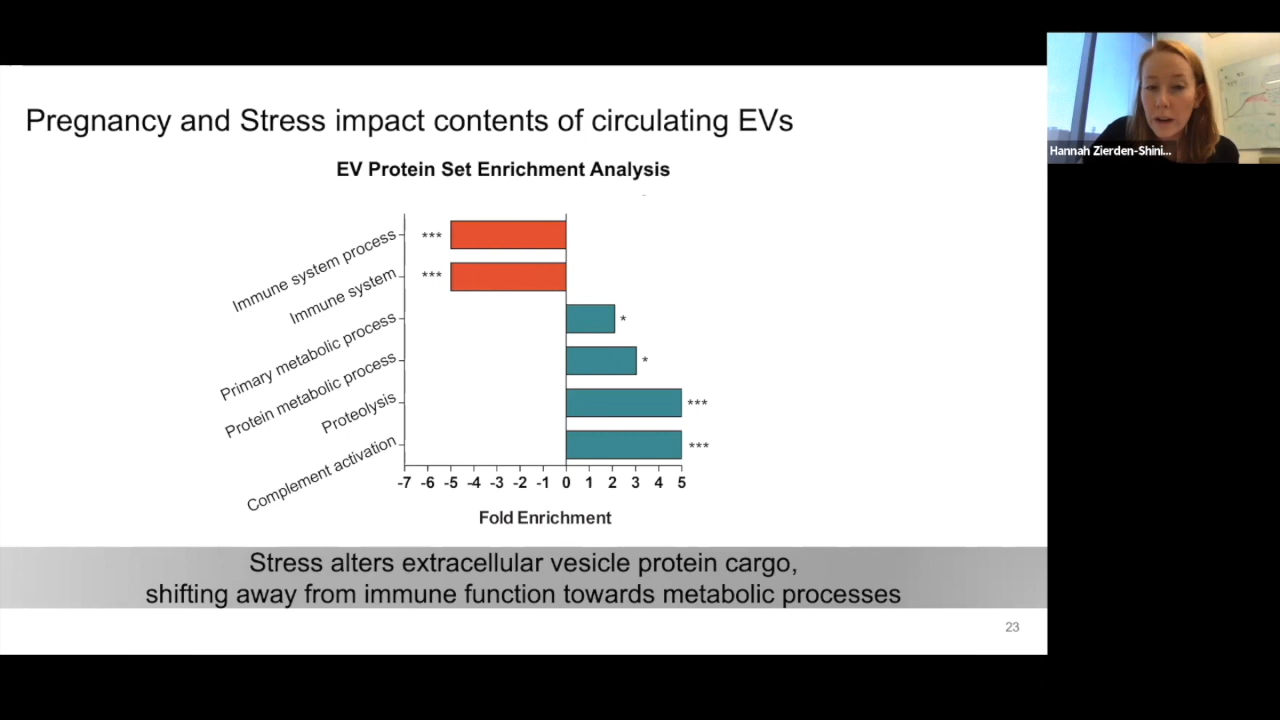 Pregnancy and Stress impact contents of circulating EVs
EV Protein Set Enrichment Analysis
Immune system process
***
Immune system
***
Primary metabolic process
*
Protein metabolic process
*
Proteolysis
***
Complement activation
***
-7 -6 -5 -4 -3 -2 -1 0 1 2 3 4 5
Fold Enrichment
Stress alters extracellular vesicle protein cargo,
shifting away from immune function towards metabolic processes
23
Hannah Zierden-Shini...